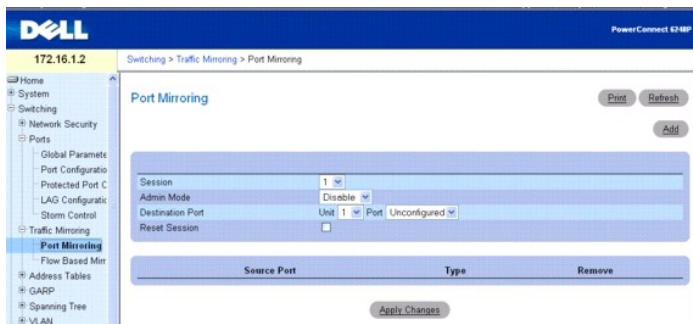 DELL
PowerConnect 6248P
172.16.1.2
Switching > Traffic Mirroring > Port Mirroring
Home
System
Switching
Network Security
Ports
Global Paramete
Port Configuratio
Protected Port C
LAG Configuratic
Storm Control
Traffic Mirroring
Port Mirroring
Flow Based Mirr
Address Tables
GARP
Spanning Tree
VLAN
Port Mirroring
Print Refresh
Add
Session 1
Admin Mode Disable
Destination Port Unit 1 Port Unconfigured
Reset Session
Source Port Type Remove
Apply Changes